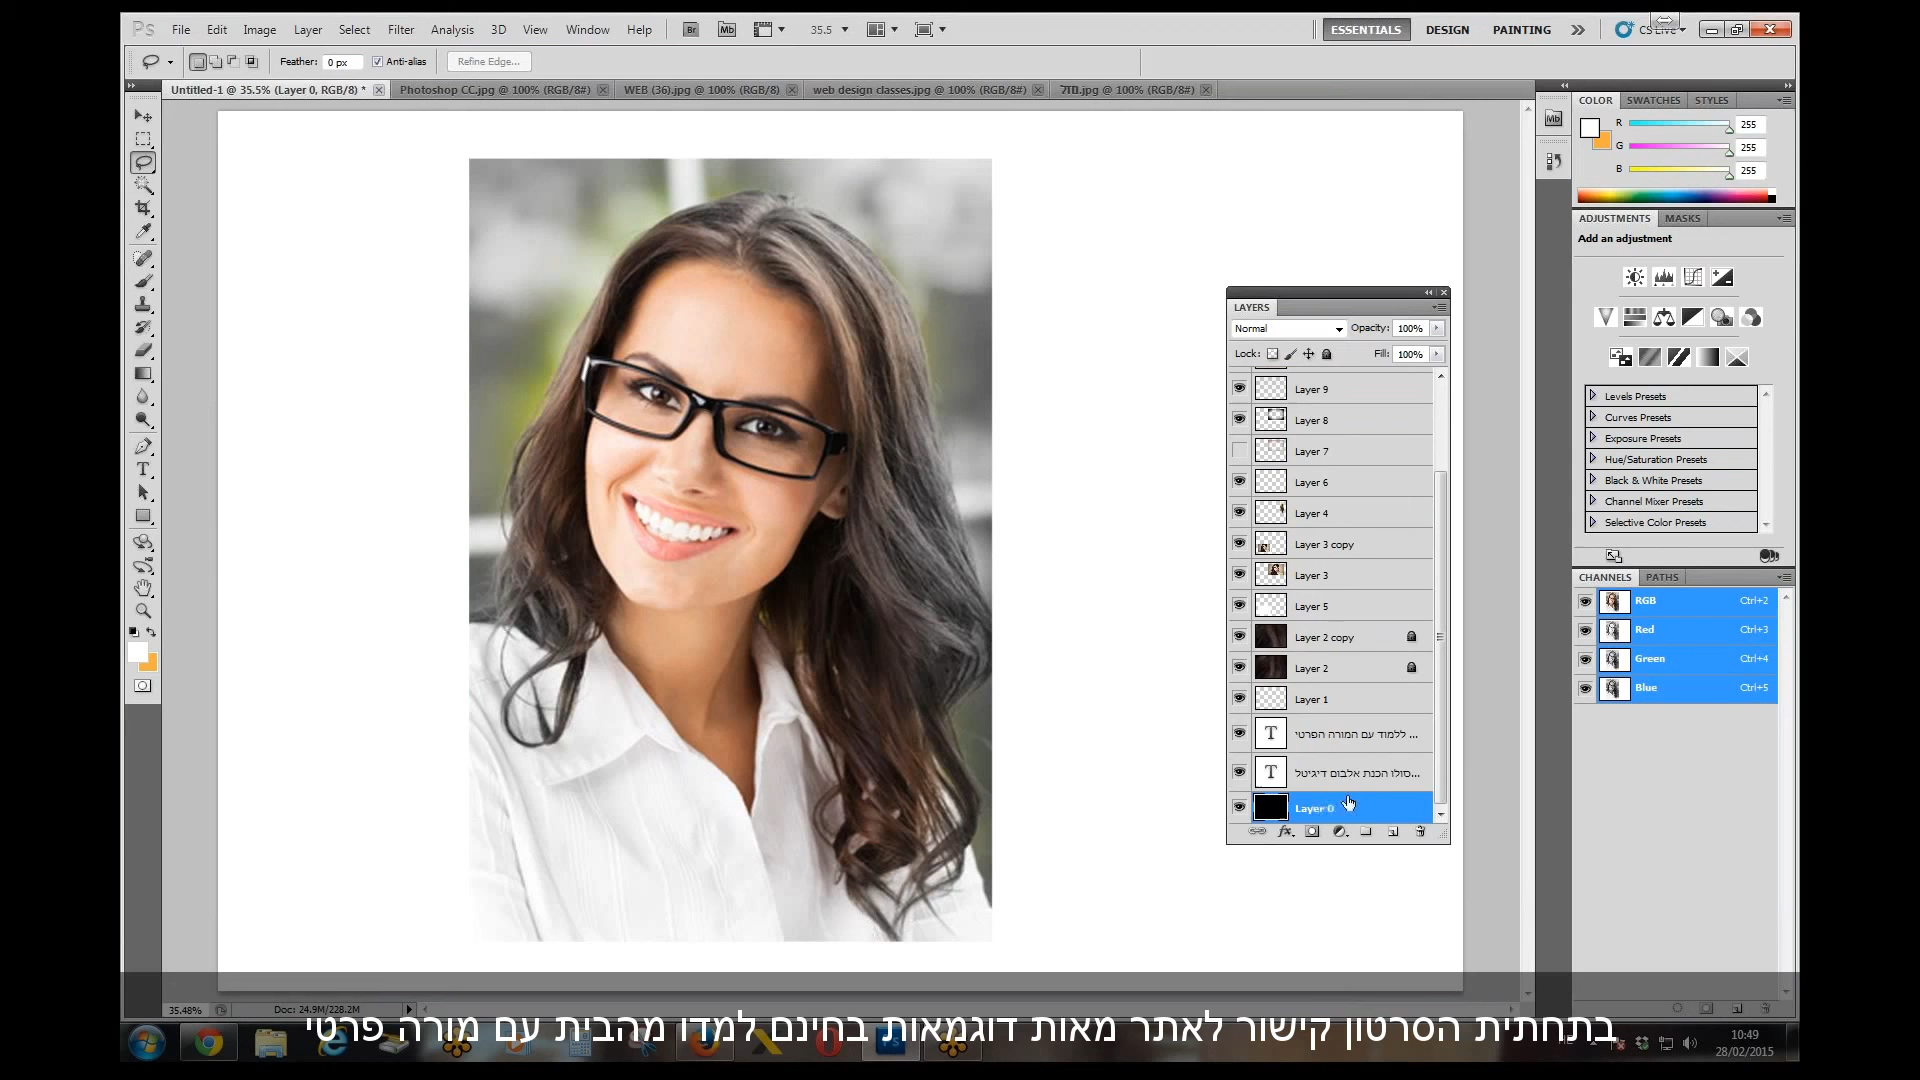 Ps File Edit Image Layer Select Filter Analysis 3D View Window Help Br Mb 35.5 ESSENTIALS DESIGN PAINTING CS Live
Feather: 0 px Anti-alias Refine Edge...
Untitled-1 @ 35.5% (Layer 0, RGB/8) * Photoshop CC.jpg @ 100% (RGB/8#) WEB (36).jpg @ 100% (RGB/8) web design classes.jpg @ 100% (RGB/8#) .jpg @ 100% (RGB/8#)
COLOR SWATCHES STYLES
Mb
R 255
G 255
B 255
ADJUSTMENTS MASKS
Add an adjustment
Levels Presets
Curves Presets
Exposure Presets
Hue/Saturation Presets
Black & White Presets
Channel Mixer Presets
Selective Color Presets
CHANNELS PATHS
RGB Ctrl+2
Red Ctrl+3
Green Ctrl+4
Blue Ctrl+5
LAYERS
Normal Opacity: 100%
Lock: Fill: 100%
Layer 9
Layer 8
Layer 7
Layer 6
Layer 4
Layer 3 copy
Layer 3
Layer 5
Layer 2 copy
Layer 2
Layer 1
T ללמוד עם המורה הפרטי ...
T סולו הכנת אלבום דיגיטל...
Layer 0
fx
35.48% Doc: 24.9M/228.2M
בתחתית הסרטון קישור לאתר מאות דוגמאות בחינם למדו מהבית עם מורה פרטי
10:49
28/02/2015